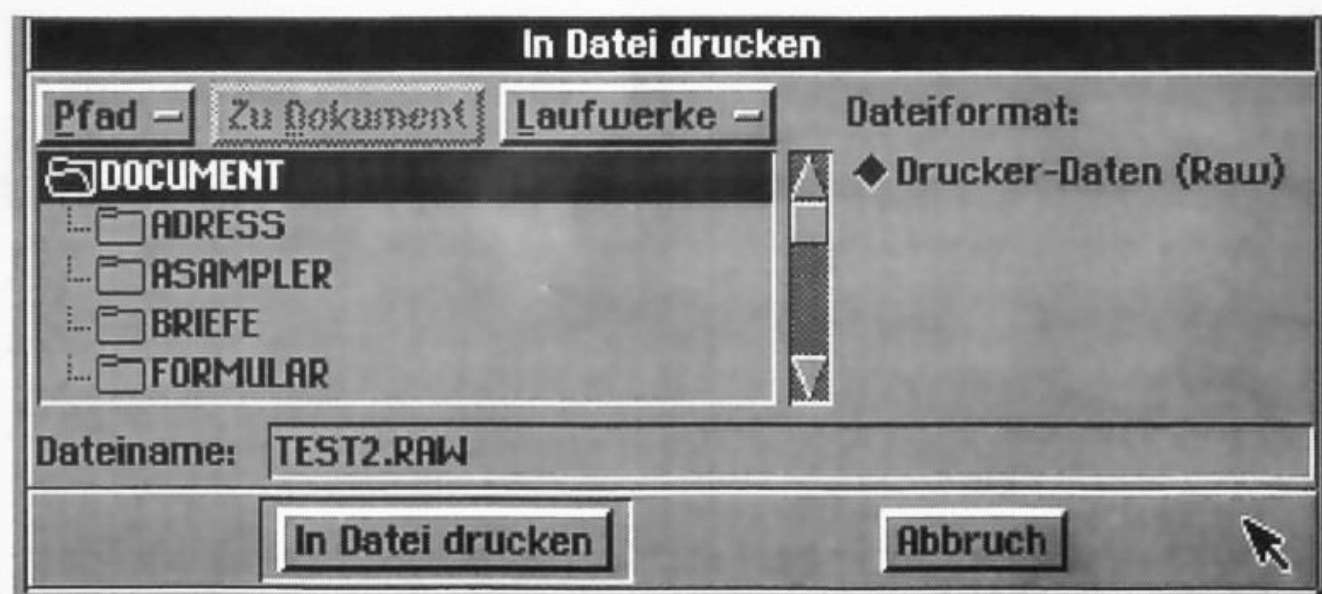 In Datei drucken
Pfad Zu Dokument Laufwerke Dateiformat:
DOCUMENT Drucker-Daten (Raw)
ADRESS
ASAMPLER
BRIEFE
FORMULAR
Dateiname: TEST2.RAW
In Datei drucken Abbruch